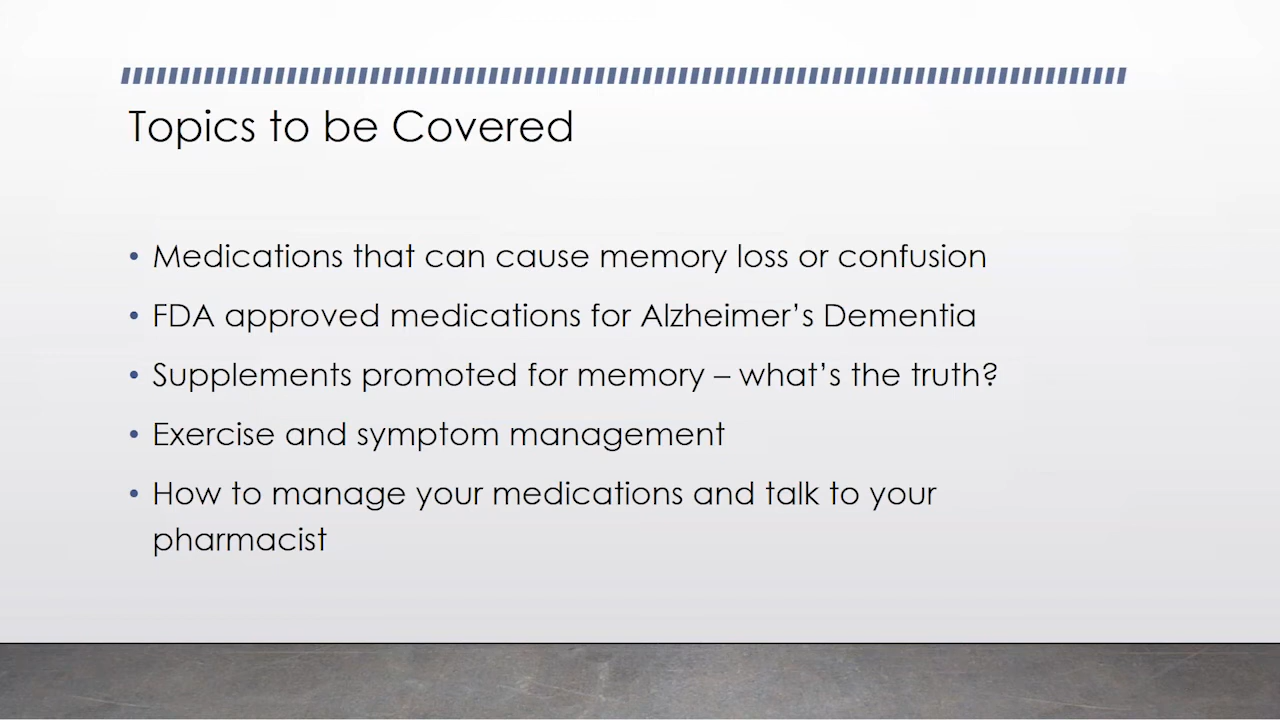 Topics to be Covered
• Medications that can cause memory loss or confusion
• FDA approved medications for Alzheimer’s Dementia
• Supplements promoted for memory – what’s the truth?
• Exercise and symptom management
• How to manage your medications and talk to your
pharmacist